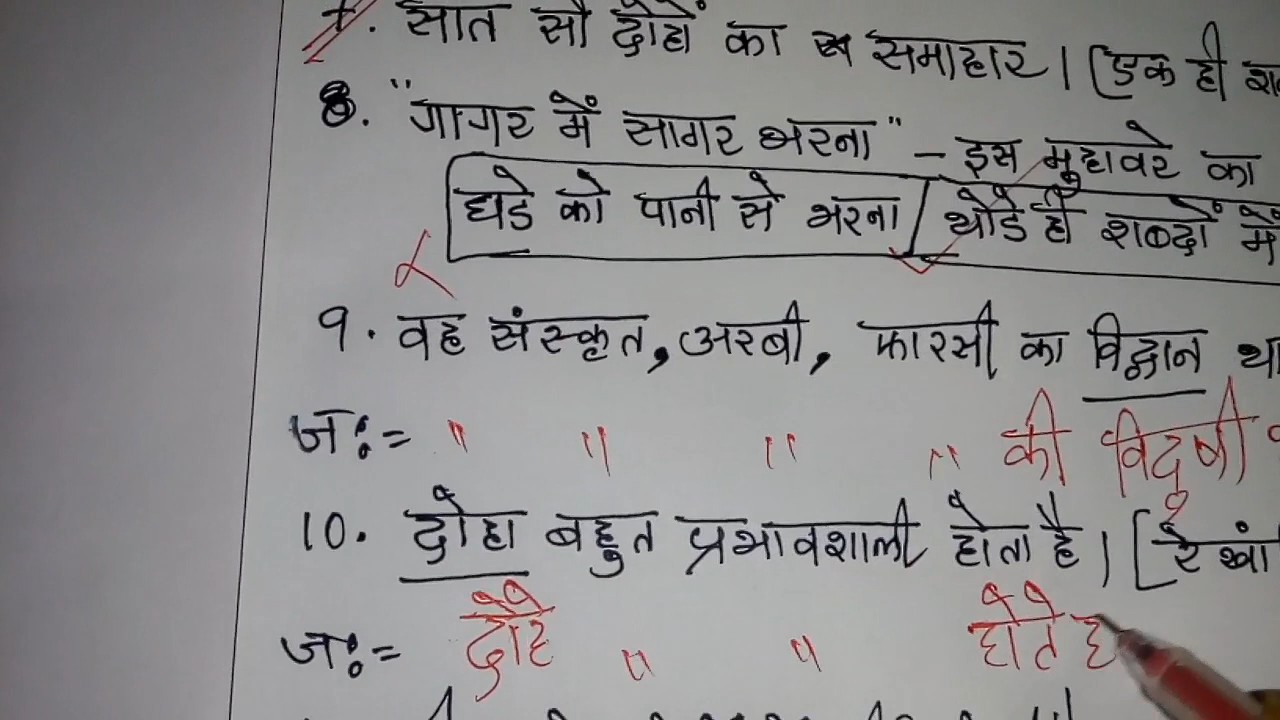 7. सात सौ दोहों का समाहार। (एक ही
8. "गागर में सागर भरना" - इस मुहावरे का
घडे को पानी से भरना / थोडे ही शब्दों में
9. वह संस्कृत, अरबी, फारसी का विद्वान था
ज:= " " " " की विदुषी
10. दोहा बहुत प्रभावशाली होता है। [रेखां
ज:= दोहे " " होते ह